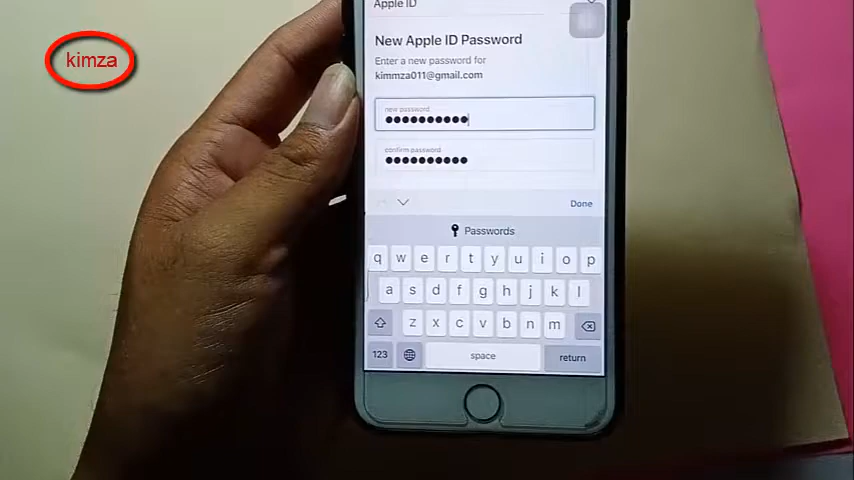 kimza
Apple ID
New Apple ID Password
Enter a new password for
kimmza011@gmail.com
new password
●●●●●●●●●●
confirm password
●●●●●●●●●●
Done
Passwords
q w e r t y u i o p
a s d f g h j k l
z x c v b n m
123 space return